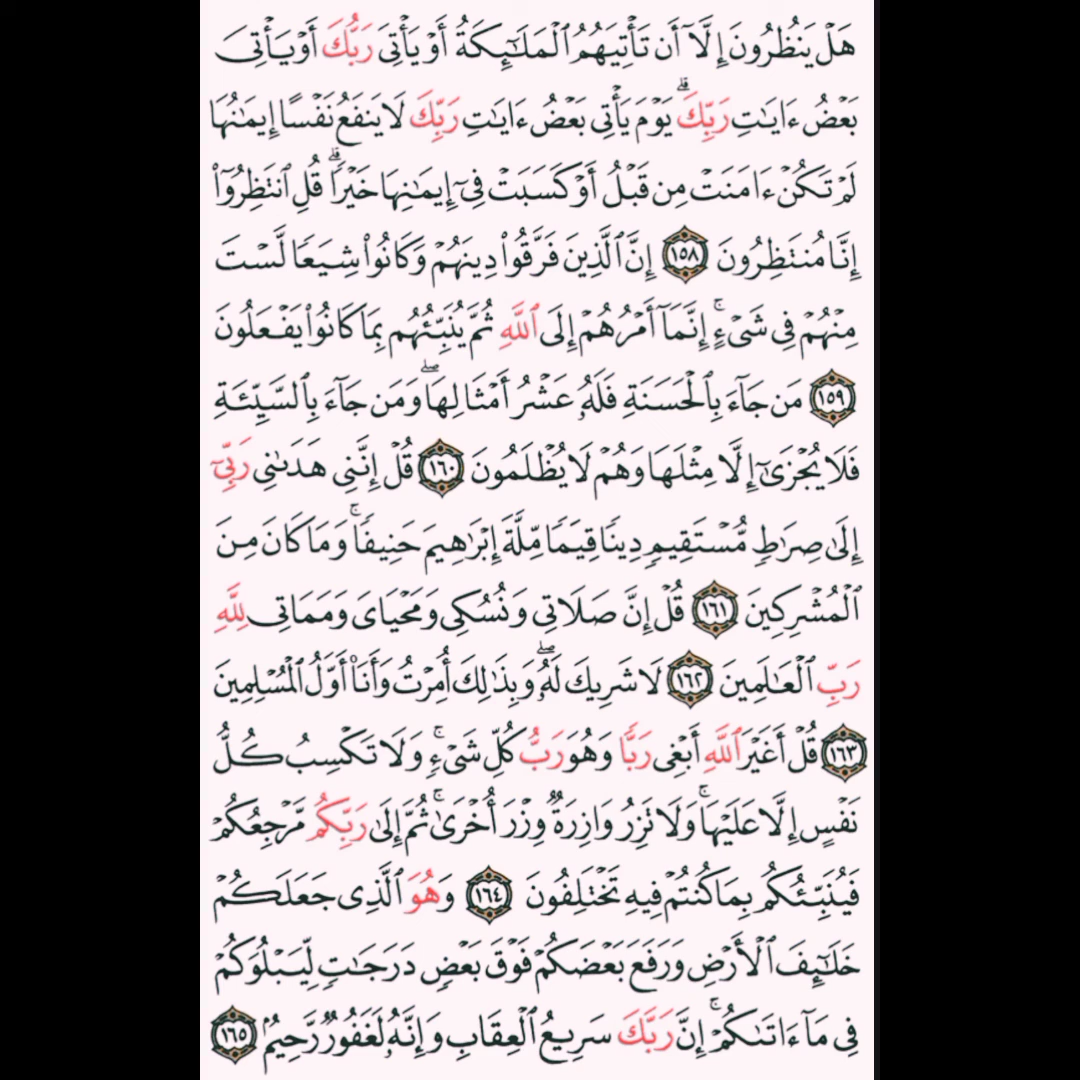 هَلْ يَنظُرُونَ إِلَّآ أَن تَأْتِيَهُمُ ٱلْمَلَـٰٓئِكَةُ أَوْ يَأْتِىَ رَبُّكَ أَوْ يَأْتِىَ
بَعْضُ ءَايَـٰتِ رَبِّكَ ۗ يَوْمَ يَأْتِى بَعْضُ ءَايَـٰتِ رَبِّكَ لَا يَنفَعُ نَفْسًا إِيمَـٰنُهَا
لَمْ تَكُنْ ءَامَنَتْ مِن قَبْلُ أَوْ كَسَبَتْ فِىٓ إِيمَـٰنِهَا خَيْرًا ۗ قُلِ ٱنتَظِرُوٓا۟
إِنَّا مُنتَظِرُونَ ١٥٨ إِنَّ ٱلَّذِينَ فَرَّقُوا۟ دِينَهُمْ وَكَانُوا۟ شِيَعًا لَّسْتَ
مِنْهُمْ فِى شَىْءٍ ۚ إِنَّمَآ أَمْرُهُمْ إِلَى ٱللَّهِ ثُمَّ يُنَبِّئُهُم بِمَا كَانُوا۟ يَفْعَلُونَ
١٥٩ مَن جَآءَ بِٱلْحَسَنَةِ فَلَهُۥ عَشْرُ أَمْثَالِهَا ۖ وَمَن جَآءَ بِٱلسَّيِّئَةِ
فَلَا يُجْزَىٰٓ إِلَّا مِثْلَهَا وَهُمْ لَا يُظْلَمُونَ ١٦٠ قُلْ إِنَّنِى هَدَىٰنِى رَبِّىٓ
إِلَىٰ صِرَٰطٍ مُّسْتَقِيمٍ دِينًا قِيَمًا مِّلَّةَ إِبْرَٰهِيمَ حَنِيفًا ۚ وَمَا كَانَ مِنَ
ٱلْمُشْرِكِينَ ١٦١ قُلْ إِنَّ صَلَاتِى وَنُسُكِى وَمَحْيَاىَ وَمَمَاتِى لِلَّهِ
رَبِّ ٱلْعَـٰلَمِينَ ١٦٢ لَا شَرِيكَ لَهُۥ ۖ وَبِذَٰلِكَ أُمِرْتُ وَأَنَا۠ أَوَّلُ ٱلْمُسْلِمِينَ
١٦٣ قُلْ أَغَيْرَ ٱللَّهِ أَبْغِى رَبًّا وَهُوَ رَبُّ كُلِّ شَىْءٍ ۚ وَلَا تَكْسِبُ كُلُّ
نَفْسٍ إِلَّا عَلَيْهَا ۚ وَلَا تَزِرُ وَازِرَةٌ وِزْرَ أُخْرَىٰ ۚ ثُمَّ إِلَىٰ رَبِّكُم مَّرْجِعُكُمْ
فَيُنَبِّئُكُم بِمَا كُنتُمْ فِيهِ تَخْتَلِفُونَ ١٦٤ وَهُوَ ٱلَّذِى جَعَلَكُمْ
خَلَـٰٓئِفَ ٱلْأَرْضِ وَرَفَعَ بَعْضَكُمْ فَوْقَ بَعْضٍ دَرَجَـٰتٍ لِّيَبْلُوَكُمْ
فِى مَآ ءَاتَىٰكُمْ ۗ إِنَّ رَبَّكَ سَرِيعُ ٱلْعِقَابِ وَإِنَّهُۥ لَغَفُورٌ رَّحِيمٌۢ ١٦٥